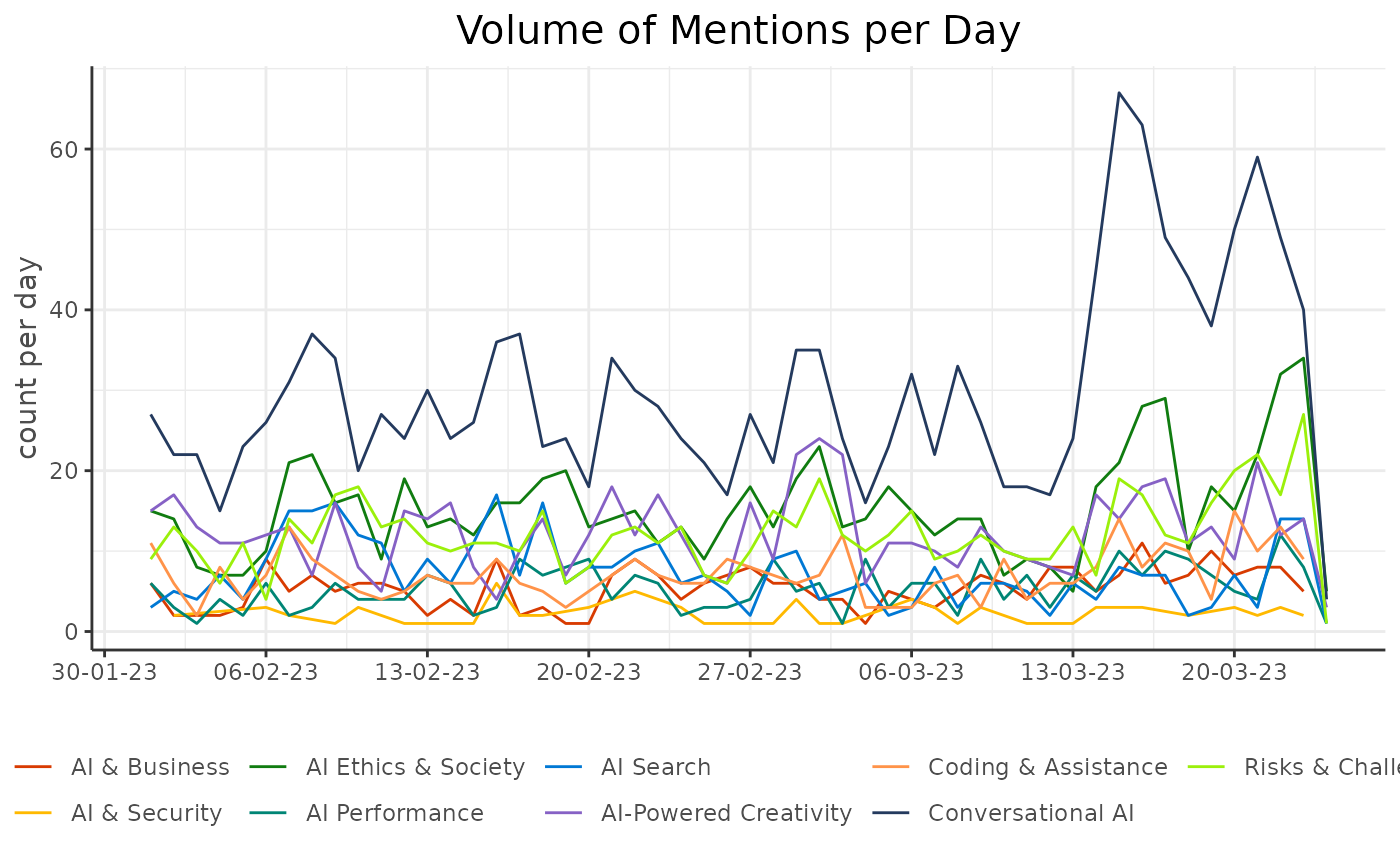 Volume of Mentions per Day
count per day
60
40
20
0
30-01-23 06-02-23 13-02-23 20-02-23 27-02-23 06-03-23 13-03-23 20-03-23
AI & Business AI Ethics & Society AI Search Coding & Assistance Risks &
AI & Security AI Performance AI-Powered Creativity Conversational AI